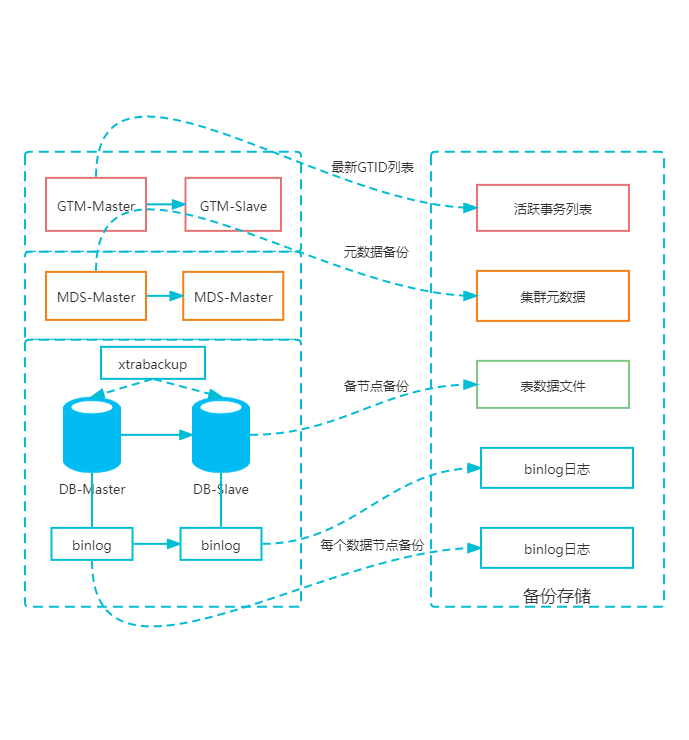 最新GTID列表
GTM-Master
GTM-Slave
活跃事务列表
元数据备份
MDS-Master
MDS-Master
集群元数据
xtrabackup
备节点备份
表数据文件
DB-Master
DB-Slave
binlog日志
binlog
binlog
每个数据节点备份
binlog日志
备份存储